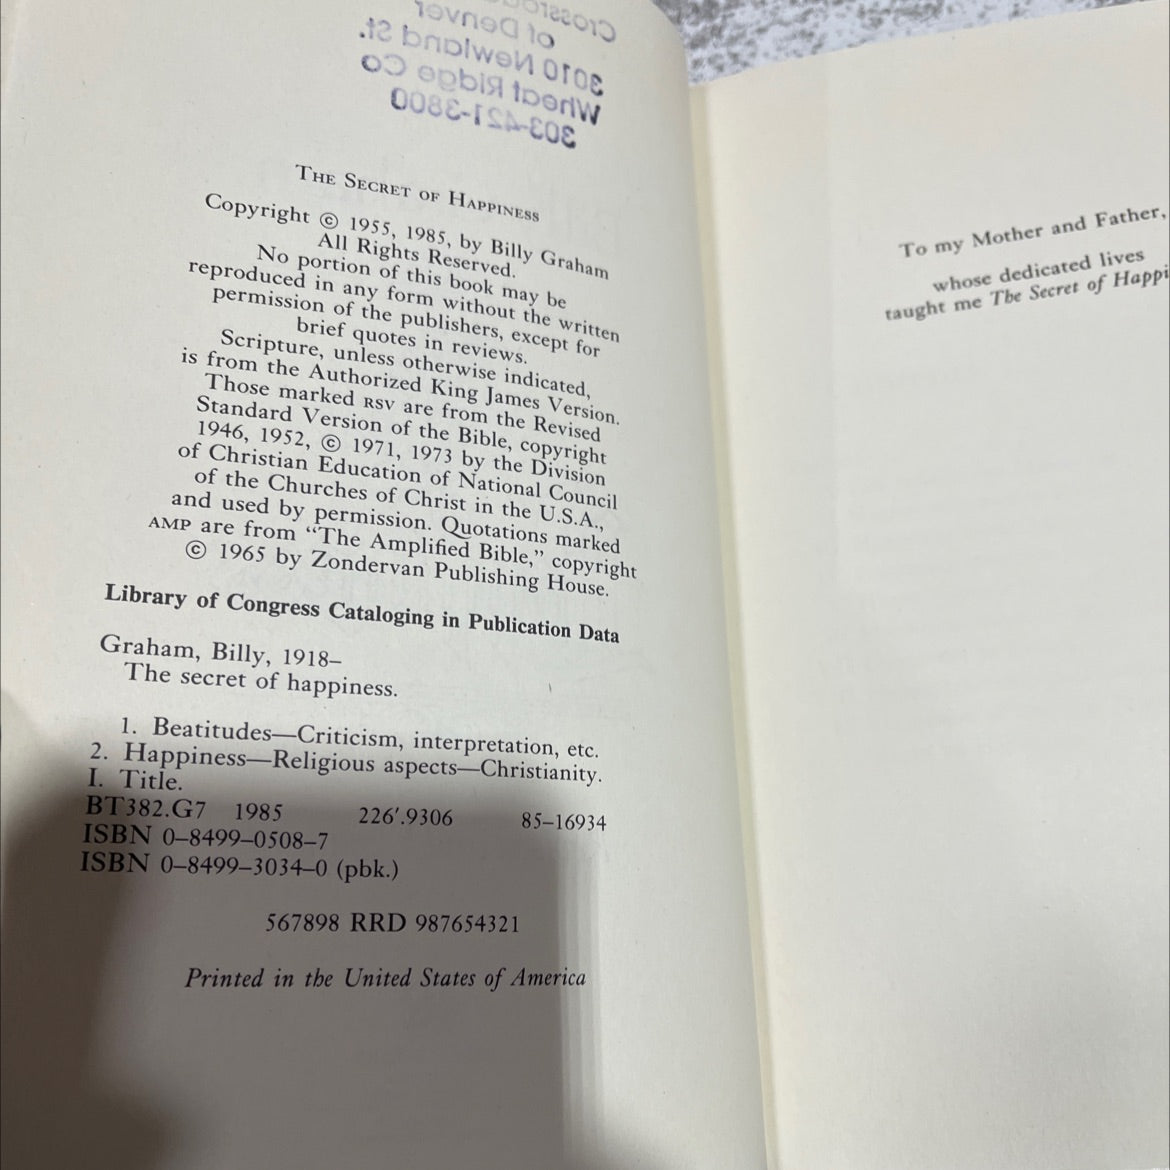 Crossroads
of Denver
3010 Newland St.
Wheat Ridge Co
303-421-3800
THE SECRET OF HAPPINESS
Copyright © 1955, 1985, by Billy Graham
All Rights Reserved.
No portion of this book may be
reproduced in any form without the written
permission of the publishers, except for
brief quotes in reviews.
Scripture, unless otherwise indicated,
is from the Authorized King James Version.
Those marked RSV are from the Revised
Standard Version of the Bible, copyright
1946, 1952, © 1971, 1973 by the Division
of Christian Education of National Council
of the Churches of Christ in the U.S.A.,
and used by permission. Quotations marked
AMP are from “The Amplified Bible,” copyright
© 1965 by Zondervan Publishing House.
Library of Congress Cataloging in Publication Data
Graham, Billy, 1918–
The secret of happiness.
1. Beatitudes—Criticism, interpretation, etc.
2. Happiness—Religious aspects—Christianity.
I. Title.
BT382.G7 1985 226′.9306 85–16934
ISBN 0–8499–0508–7
ISBN 0–8499–3034–0 (pbk.)
567898 RRD 987654321
Printed in the United States of America
To my Mother and Father,
whose dedicated lives
taught me The Secret of Happi